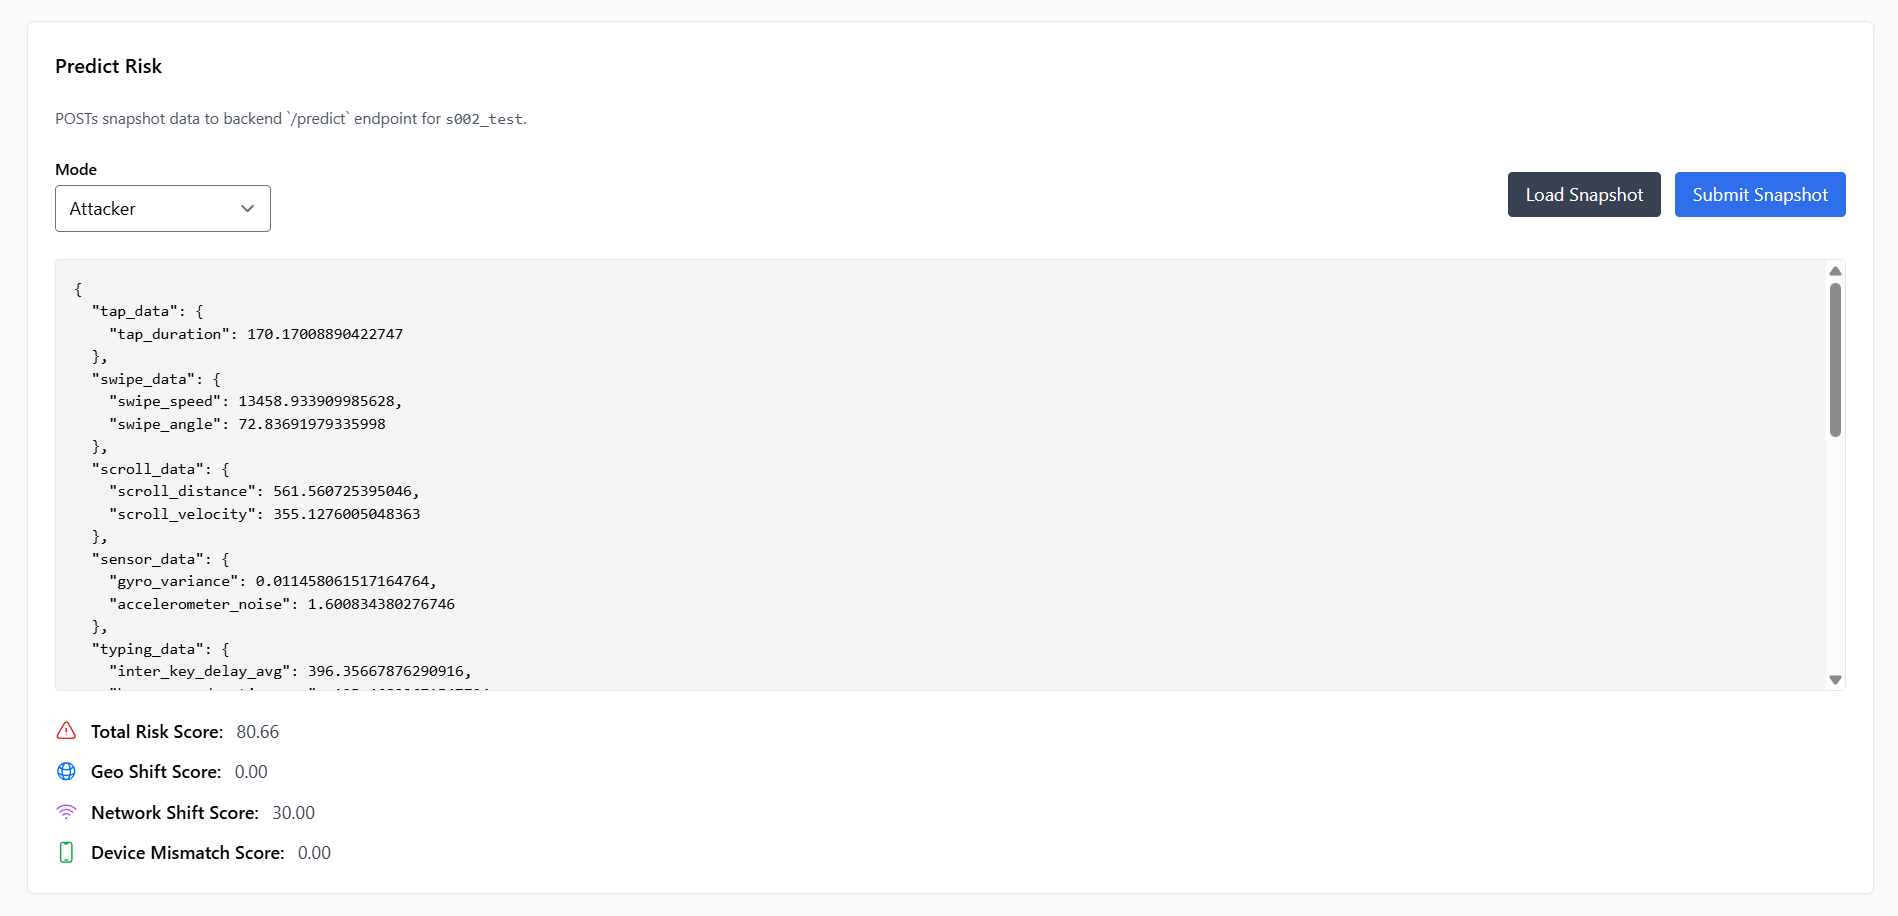 Predict Risk
POSTs snapshot data to backend `/predict` endpoint for s002_test.
Mode
Attacker
Load Snapshot
Submit Snapshot
{
  "tap_data": {
    "tap_duration": 170.17008890422747
  },
  "swipe_data": {
    "swipe_speed": 13458.933909985628,
    "swipe_angle": 72.83691979335998
  },
  "scroll_data": {
    "scroll_distance": 561.560725395046,
    "scroll_velocity": 355.1276005048363
  },
  "sensor_data": {
    "gyro_variance": 0.011458061517164764,
    "accelerometer_noise": 1.600834380276746
  },
  "typing_data": {
    "inter_key_delay_avg": 396.35667876290916,
Total Risk Score: 80.66
Geo Shift Score: 0.00
Network Shift Score: 30.00
Device Mismatch Score: 0.00